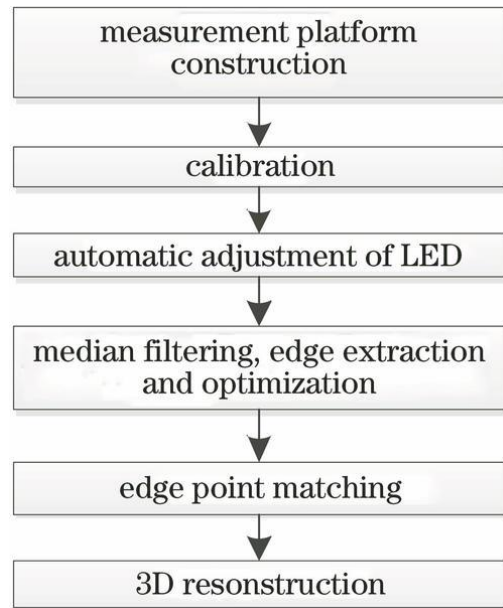 measurement platform
construction
calibration
automatic adjustment of LED
median filtering, edge extraction
and optimization
edge point matching
3D resonstruction